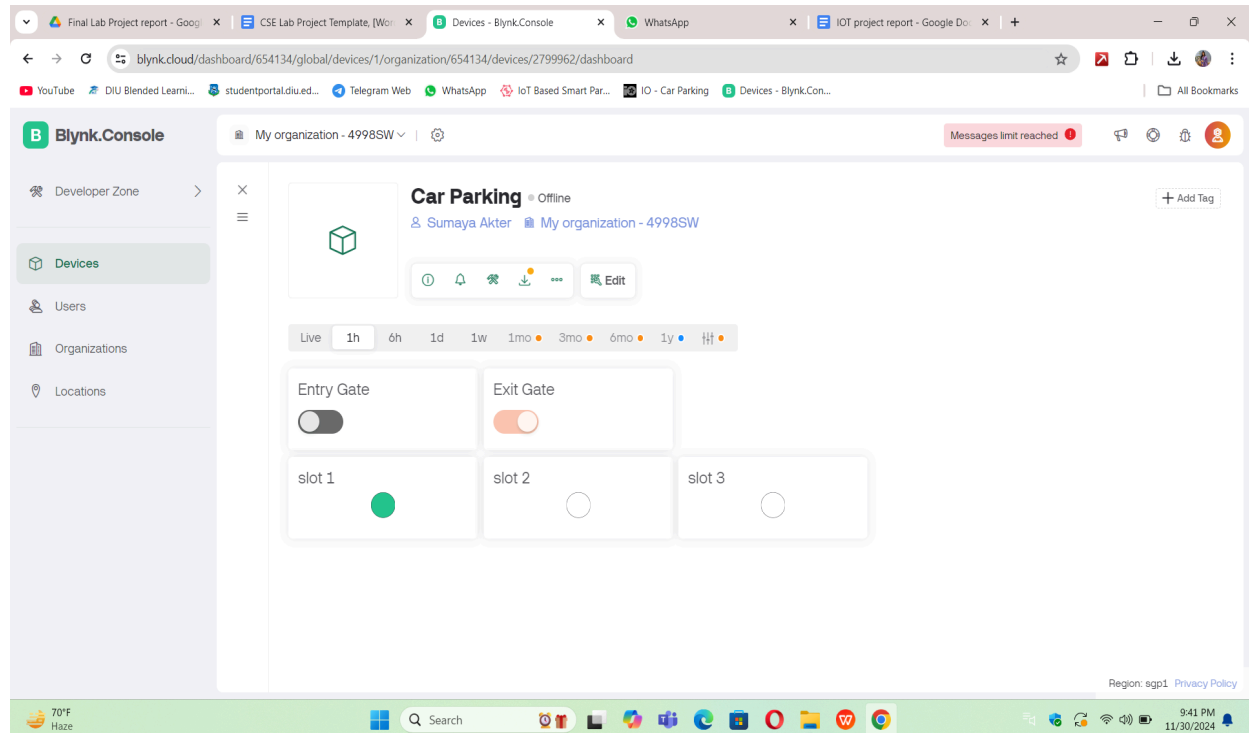 Final Lab Project report - Googl
CSE Lab Project Template, [Wor
Devices - Blynk.Console
WhatsApp
IOT project report - Google Do
blynk.cloud/dashboard/654134/global/devices/1/organization/654134/devices/2799962/dashboard
YouTube DIU Blended Learni... studentportal.diu.ed... Telegram Web WhatsApp IoT Based Smart Par... IO - Car Parking Devices - Blynk.Con... All Bookmarks
B Blynk.Console
My organization - 4998SW
Messages limit reached
Developer Zone
Devices
Users
Organizations
Locations
Car Parking Offline
+ Add Tag
Sumaya Akter My organization - 4998SW
Edit
Live 1h 6h 1d 1w 1mo 3mo 6mo 1y
Entry Gate Exit Gate
slot 1 slot 2 slot 3
Region: sgp1 Privacy Policy
70°F
Haze
Search
9:41 PM
11/30/2024